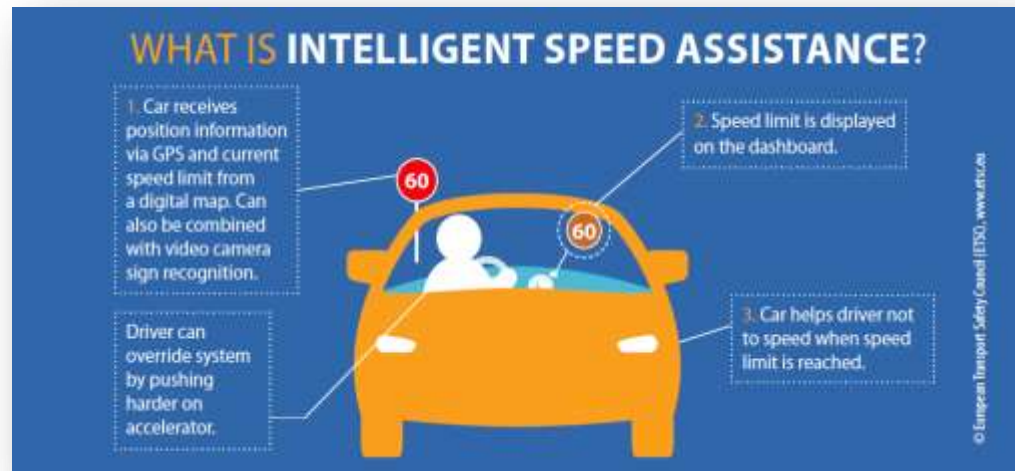 WHAT IS INTELLIGENT SPEED ASSISTANCE?
1. Car receives
position information
via GPS and current
speed limit from
a digital map. Can
also be combined
with video camera
sign recognition.
60
2. Speed limit is displayed
on the dashboard.
60
Driver can
override system
by pushing
harder on
accelerator.
3. Car helps driver not
to speed when speed
limit is reached.
© European Transport Safety Council (ETSC), www.etsc.eu